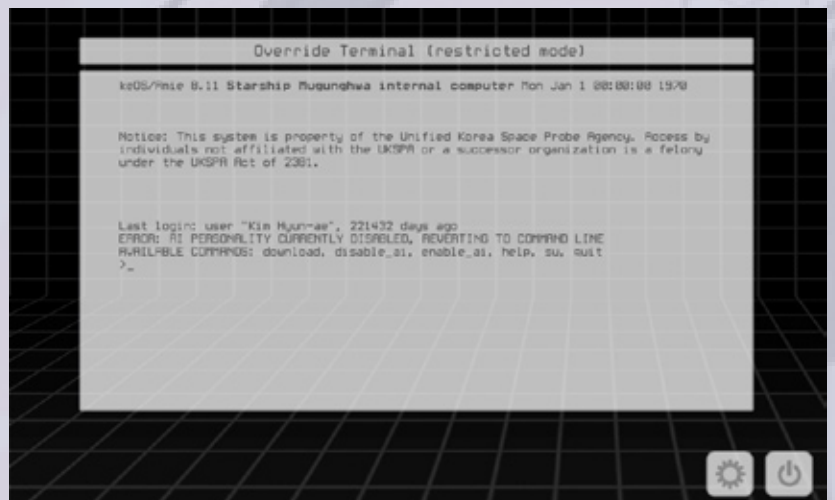 Override Terminal (restricted mode)
keOS/Amie 8.11 Starship Mugunghwa internal computer Mon Jan 1 00:00:00 1970
Notice: This system is property of the Unified Korea Space Probe Agency. Access by
individuals not affiliated with the UKSPA or a successor organization is a felony
under the UKSPA Act of 2301.
Last login: user "Kim Hyun-ae", 221432 days ago
ERROR: AI PERSONALITY CURRENTLY DISABLED, REVERTING TO COMMAND LINE
AVAILABLE COMMANDS: download, disable_ai, enable_ai, help, su, quit
>_